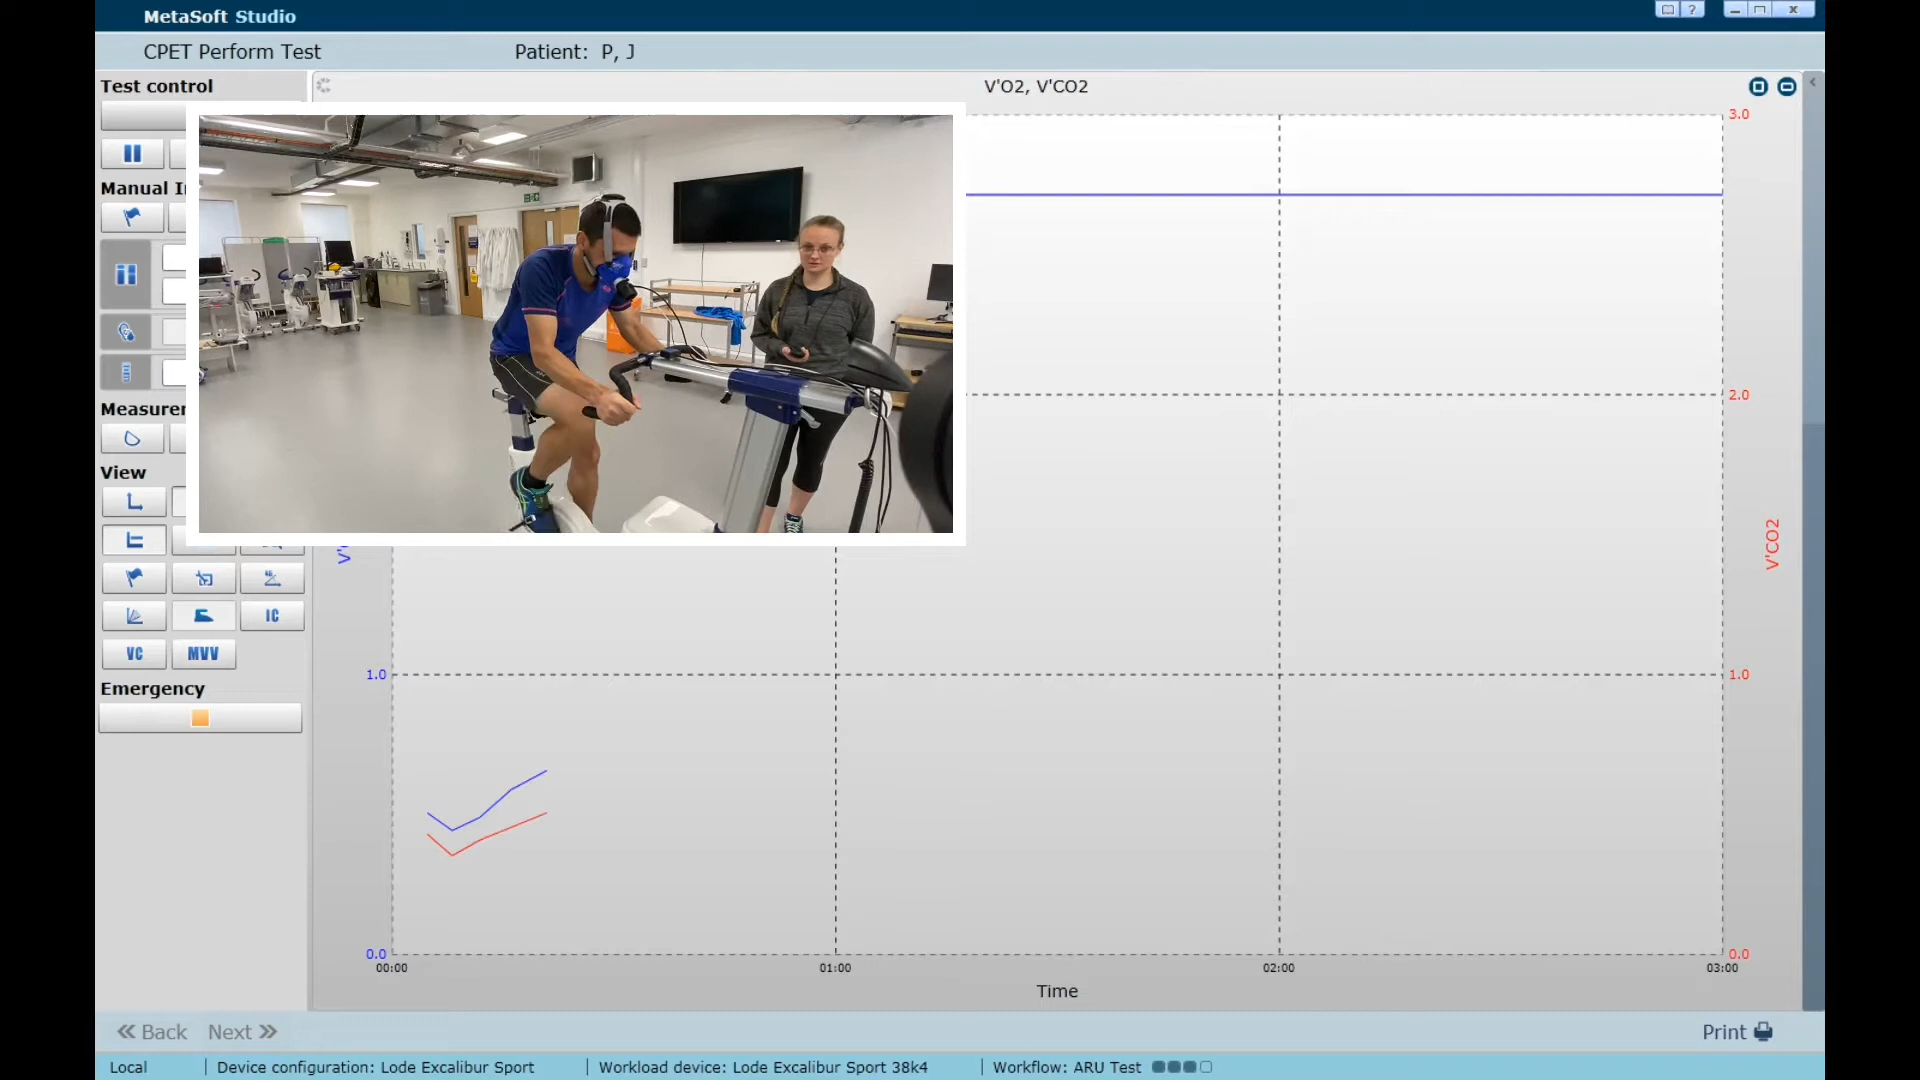 MetaSoft Studio
?
CPET Perform Test
Patient: P, J
Test control
V'O2, V'CO2
3.0
Manual
2.0
View
V'CO2
IC
1.0
1.0
VC
MVV
Emergency
0.0
0.0
00:00
01:00
02:00
03:00
Time
Back
Next
Print
Local
Device configuration: Lode Excalibur Sport
Workload device: Lode Excalibur Sport 38k4
Workflow: ARU Test